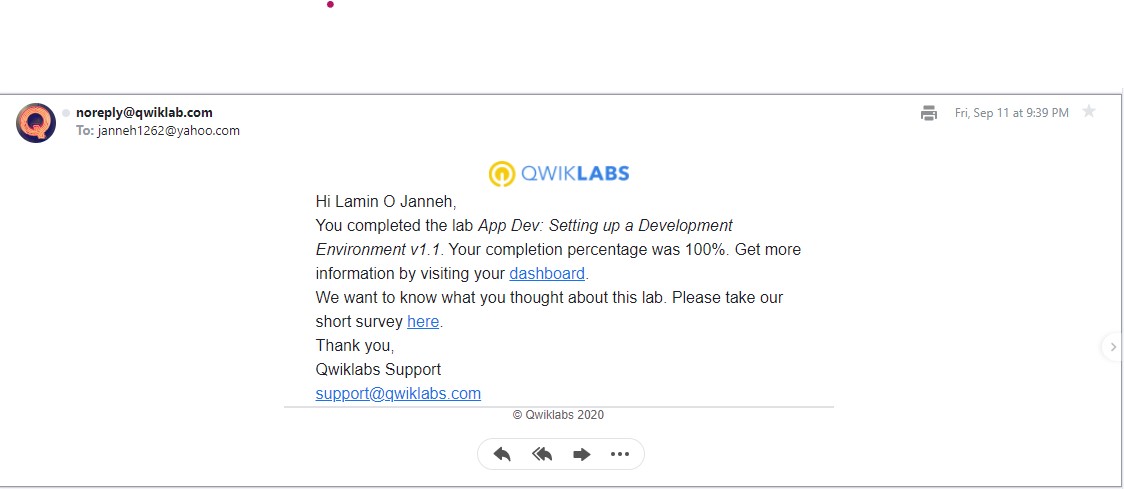 noreply@qwiklab.com
To: janneh1262@yahoo.com
Fri, Sep 11 at 9:39 PM
QWIKLABS
Hi Lamin O Janneh,
You completed the lab App Dev: Setting up a Development
Environment v1.1. Your completion percentage was 100%. Get more
information by visiting your dashboard.
We want to know what you thought about this lab. Please take our
short survey here.
Thank you,
Qwiklabs Support
support@qwiklabs.com
© Qwiklabs 2020